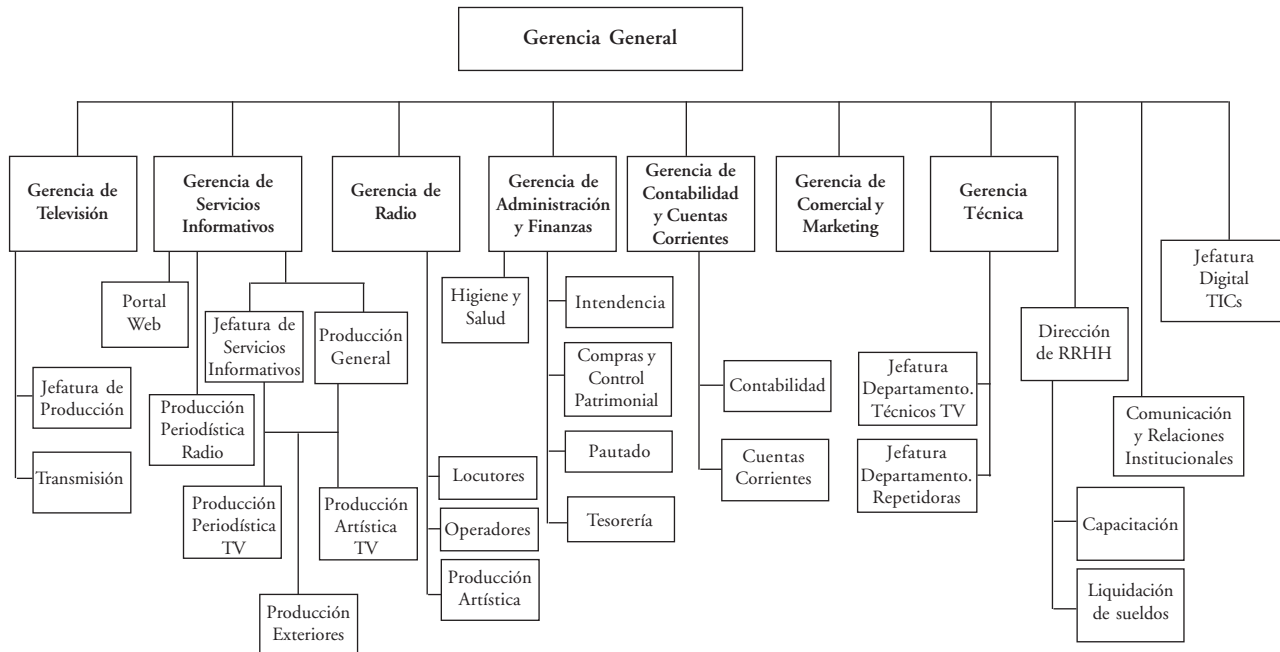 Gerencia General
Gerencia de
Televisión
Gerencia de
Servicios
Informativos
Gerencia de
Radio
Gerencia de
Administración
y Finanzas
Gerencia de
Contabilidad
y Cuentas
Corrientes
Gerencia de
Comercial y
Marketing
Gerencia
Técnica
Jefatura
Digital
TICs
Portal
Web
Jefatura de
Servicios
Informativos
Producción
General
Higiene y
Salud
Intendencia
Dirección
de RRHH
Jefatura de
Producción
Producción
Periodística
Radio
Compras y
Control
Patrimonial
Contabilidad
Jefatura
Departamento.
Técnicos TV
Comunicación
y Relaciones
Institucionales
Transmisión
Producción
Periodística
TV
Producción
Artística
TV
Locutores
Pautado
Cuentas
Corrientes
Jefatura
Departamento.
Repetidoras
Operadores
Tesorería
Capacitación
Producción
Artística
Producción
Exteriores
Liquidación
de sueldos